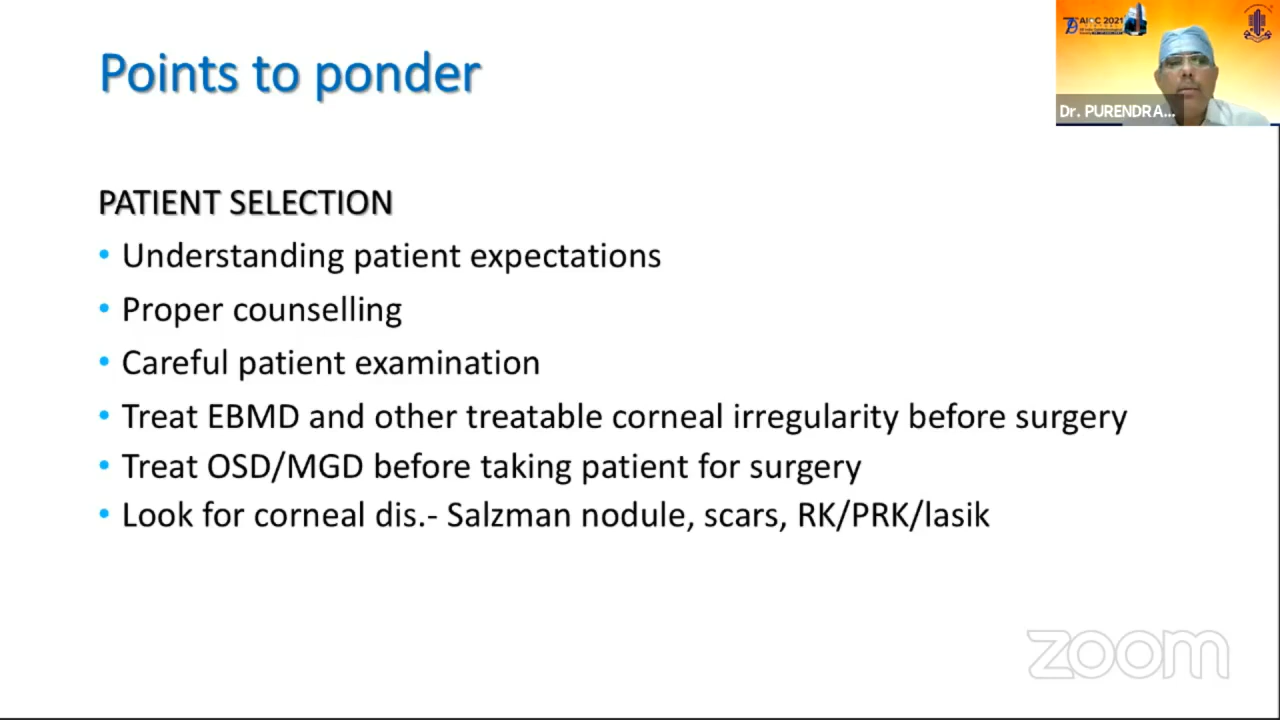 Points to ponder
AIOC 2021
Dr. PURENDRA...
PATIENT SELECTION
• Understanding patient expectations
• Proper counselling
• Careful patient examination
• Treat EBMD and other treatable corneal irregularity before surgery
• Treat OSD/MGD before taking patient for surgery
• Look for corneal dis.- Salzman nodule, scars, RK/PRK/lasik
zoom